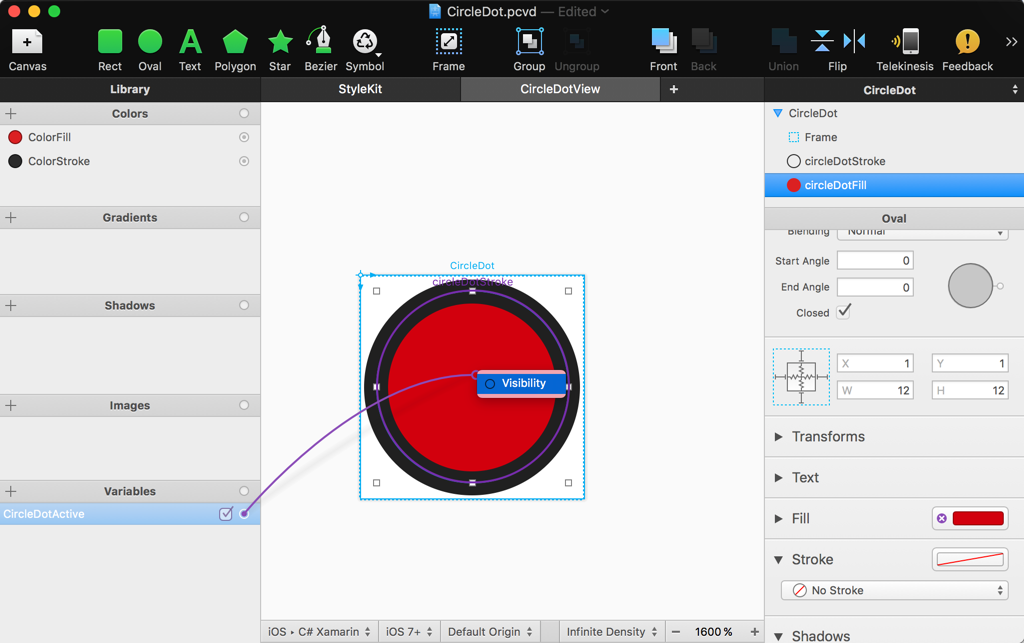 CircleDot.pcvd — Edited
Canvas
Rect
Oval
Text
Polygon
Star
Bezier
Symbol
Frame
Group
Ungroup
Front
Back
Union
Flip
Telekinesis
Feedback
Library
StyleKit
CircleDotView
+
CircleDot
Colors
ColorFill
ColorStroke
Gradients
Shadows
Images
Variables
CircleDotActive
CircleDot
circleDotStroke
Visibility
CircleDot
Frame
circleDotStroke
circleDotFill
Oval
Blending Normal
Start Angle 0
End Angle 0
Closed
X 1 Y 1
W 12 H 12
Transforms
Text
Fill
Stroke
No Stroke
Shadows
iOS ▸ C# Xamarin
iOS 7+
Default Origin
Infinite Density
− 1600 % +